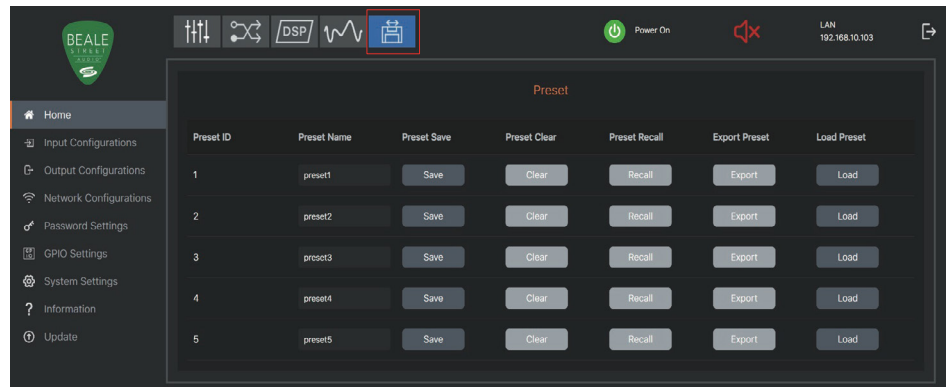 BEALE
STREET
AUDIO
DSP
Power On
LAN
192.168.10.103
Home
Input Configurations
Output Configurations
Network Configurations
Password Settings
GPIO Settings
System Settings
Information
Update
Preset
Preset ID Preset Name Preset Save Preset Clear Preset Recall Export Preset Load Preset
1 preset1 Save Clear Recall Export Load
2 preset2 Save Clear Recall Export Load
3 preset3 Save Clear Recall Export Load
4 preset4 Save Clear Recall Export Load
5 preset5 Save Clear Recall Export Load